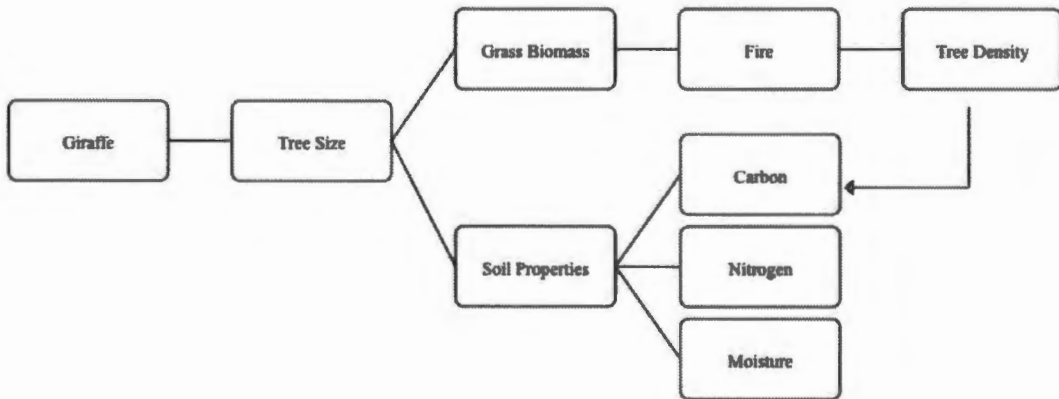 Grass Biomass
Fire
Tree Density
Giraffe
Tree Size
Carbon
Soil Properties
Nitrogen
Moisture